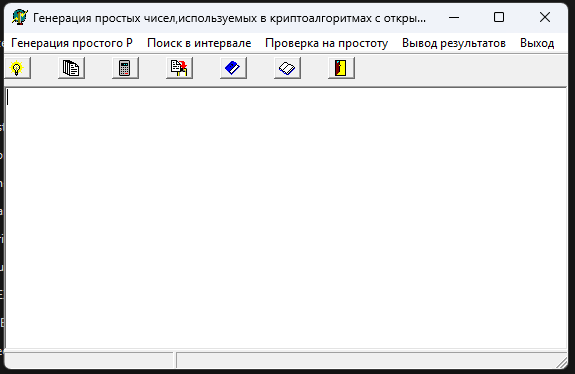 Генерация простых чисел,используемых в криптоалгоритмах с откры...
Генерация простого P Поиск в интервале Проверка на простоту Вывод результатов Выход